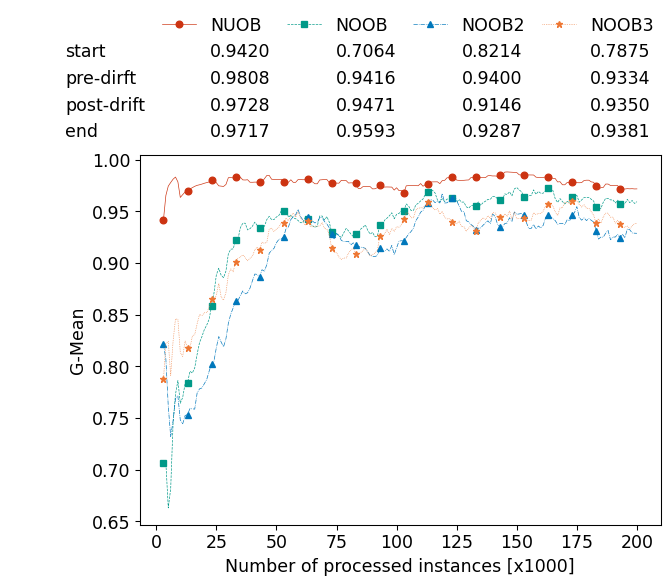 NUOB NOOB NOOB2 NOOB3
start 0.9420 0.7064 0.8214 0.7875
pre-dirft 0.9808 0.9416 0.9400 0.9334
post-drift 0.9728 0.9471 0.9146 0.9350
end 0.9717 0.9593 0.9287 0.9381
1.00
0.95
0.90
0.85
0.80
0.75
0.70
0.65
G-Mean
0 25 50 75 100 125 150 175 200
Number of processed instances [x1000]